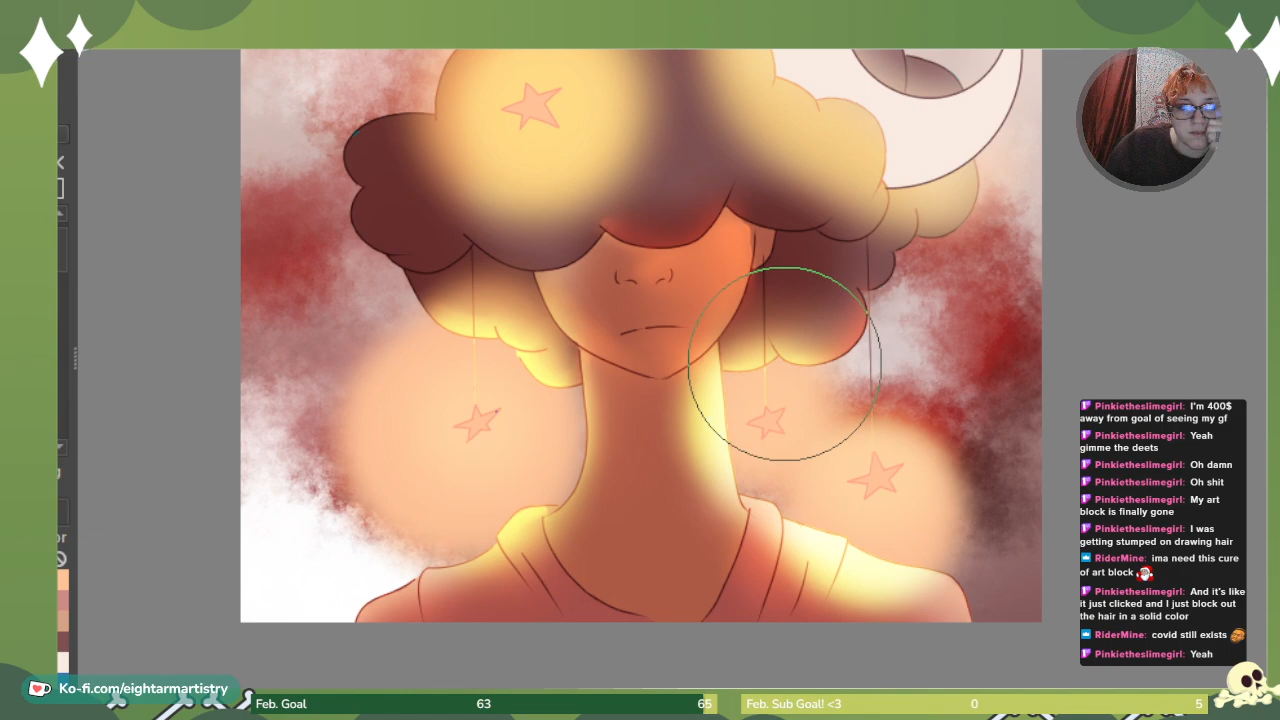 Pinkietheslimegirl: I'm 400$
away from goal of seeing my gf
Pinkietheslimegirl: Yeah
gimme the deets
Pinkietheslimegirl: Oh damn
Pinkietheslimegirl: Oh shit
Pinkietheslimegirl: My art
block is finally gone
Pinkietheslimegirl: I was
getting stumped on drawing hair
RiderMine: ima need this cure
of art block
Pinkietheslimegirl: And it's like
it just clicked and I just block out
the hair in a solid color
RiderMine: covid still exists
Pinkietheslimegirl: Yeah
or
Ko-fi.com/eightarmartistry
Feb. Goal 63 65
Feb. Sub Goal! <3 0 5